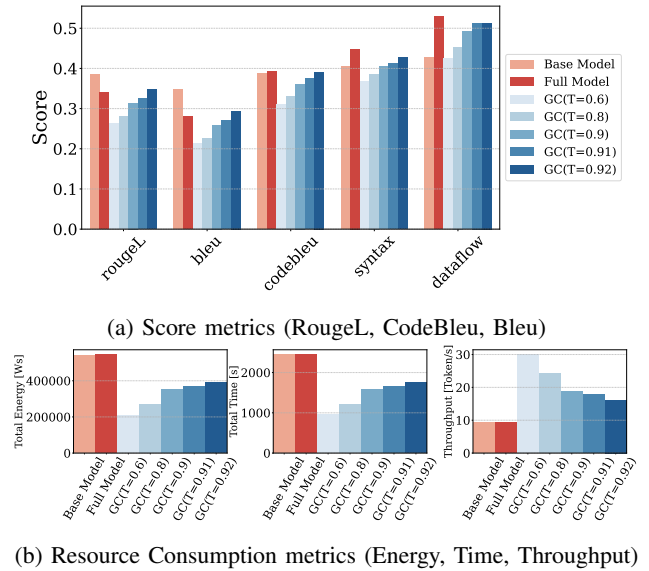 0.5
0.4
0.3
0.2
0.1
0.0
Score
rougeL
bleu
codebleu
syntax
dataflow
Base Model
Full Model
GC(T=0.6)
GC(T=0.8)
GC(T=0.9)
GC(T=0.91)
GC(T=0.92)
(a) Score metrics (RougeL, CodeBleu, Bleu)
Total Energy [Ws]
400000
200000
0
Base Model
Full Model
GC(T=0.6)
GC(T=0.8)
GC(T=0.9)
GC(T=0.91)
GC(T=0.92)
Total Time [s]
2000
1000
0
Base Model
Full Model
GC(T=0.6)
GC(T=0.8)
GC(T=0.9)
GC(T=0.91)
GC(T=0.92)
Throughput [Token/s]
30
20
10
0
Base Model
Full Model
GC(T=0.6)
GC(T=0.8)
GC(T=0.9)
GC(T=0.91)
GC(T=0.92)
(b) Resource Consumption metrics (Energy, Time, Throughput)